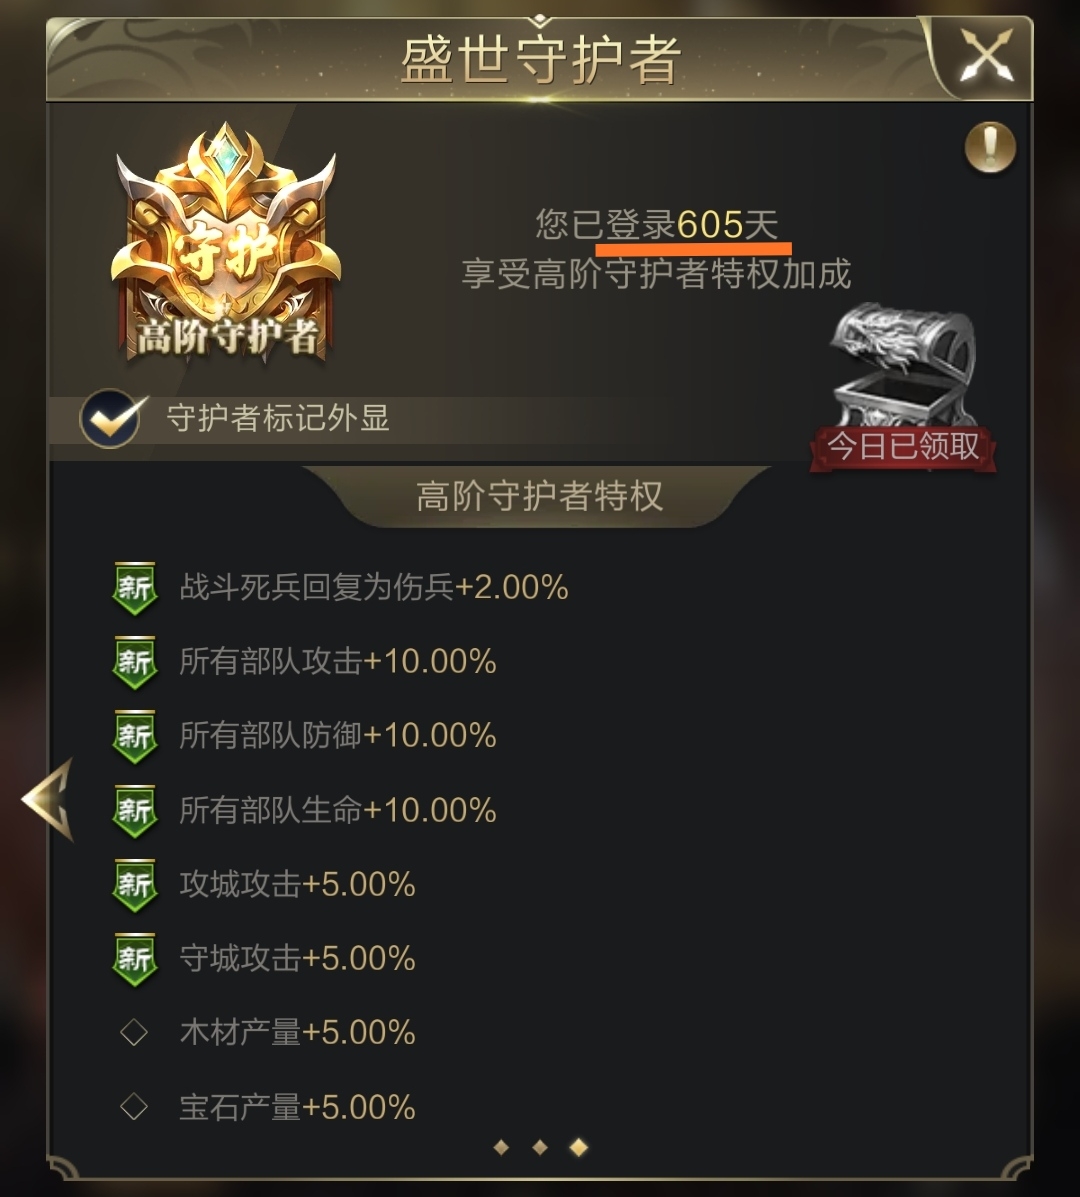 盛世守护者
守护
高阶守护者
您已登录605天
享受高阶守护者特权加成
守护者标记外显
今日已领取
高阶守护者特权
新 战斗死兵回复为伤兵+2.00%
新 所有部队攻击+10.00%
新 所有部队防御+10.00%
新 所有部队生命+10.00%
新 攻城攻击+5.00%
新 守城攻击+5.00%
木材产量+5.00%
宝石产量+5.00%